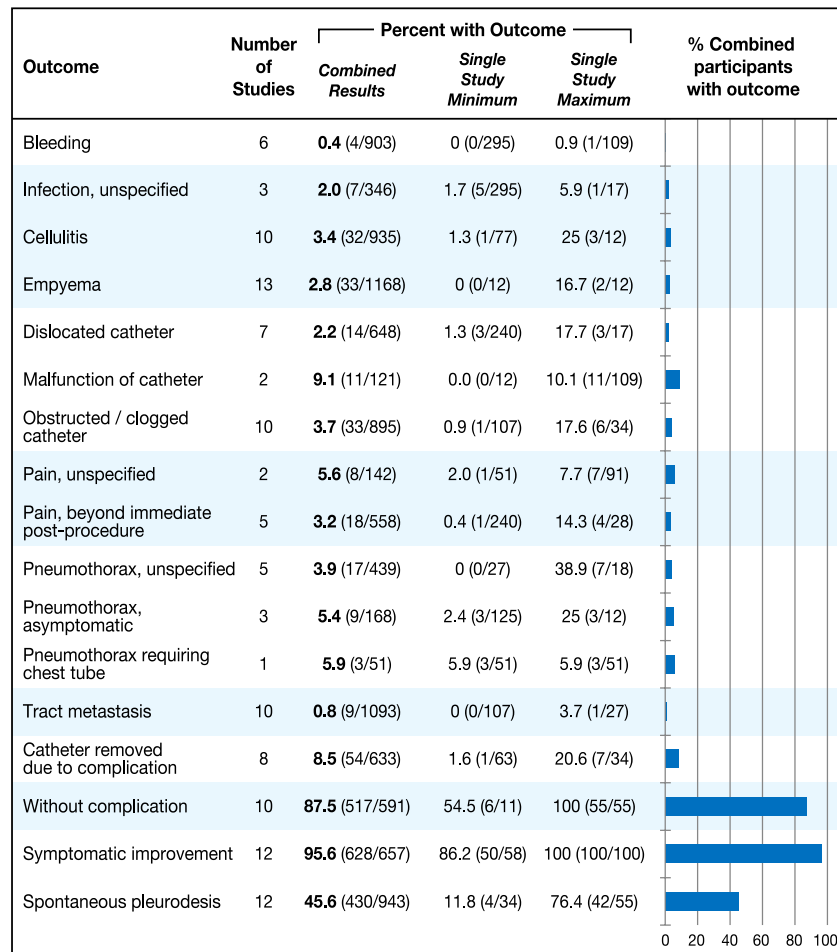 Outcome
Number
of
Studies
Percent with Outcome
Combined
Results
Single
Study
Minimum
Single
Study
Maximum
% Combined
participants
with outcome
Bleeding 6 0.4 (4/903) 0 (0/295) 0.9 (1/109)
Infection, unspecified 3 2.0 (7/346) 1.7 (5/295) 5.9 (1/17)
Cellulitis 10 3.4 (32/935) 1.3 (1/77) 25 (3/12)
Empyema 13 2.8 (33/1168) 0 (0/12) 16.7 (2/12)
Dislocated catheter 7 2.2 (14/648) 1.3 (3/240) 17.7 (3/17)
Malfunction of catheter 2 9.1 (11/121) 0.0 (0/12) 10.1 (11/109)
Obstructed / clogged
catheter 10 3.7 (33/895) 0.9 (1/107) 17.6 (6/34)
Pain, unspecified 2 5.6 (8/142) 2.0 (1/51) 7.7 (7/91)
Pain, beyond immediate
post-procedure 5 3.2 (18/558) 0.4 (1/240) 14.3 (4/28)
Pneumothorax, unspecified 5 3.9 (17/439) 0 (0/27) 38.9 (7/18)
Pneumothorax,
asymptomatic 3 5.4 (9/168) 2.4 (3/125) 25 (3/12)
Pneumothorax requiring
chest tube 1 5.9 (3/51) 5.9 (3/51) 5.9 (3/51)
Tract metastasis 10 0.8 (9/1093) 0 (0/107) 3.7 (1/27)
Catheter removed
due to complication 8 8.5 (54/633) 1.6 (1/63) 20.6 (7/34)
Without complication 10 87.5 (517/591) 54.5 (6/11) 100 (55/55)
Symptomatic improvement 12 95.6 (628/657) 86.2 (50/58) 100 (100/100)
Spontaneous pleurodesis 12 45.6 (430/943) 11.8 (4/34) 76.4 (42/55)
0 20 40 60 80 100